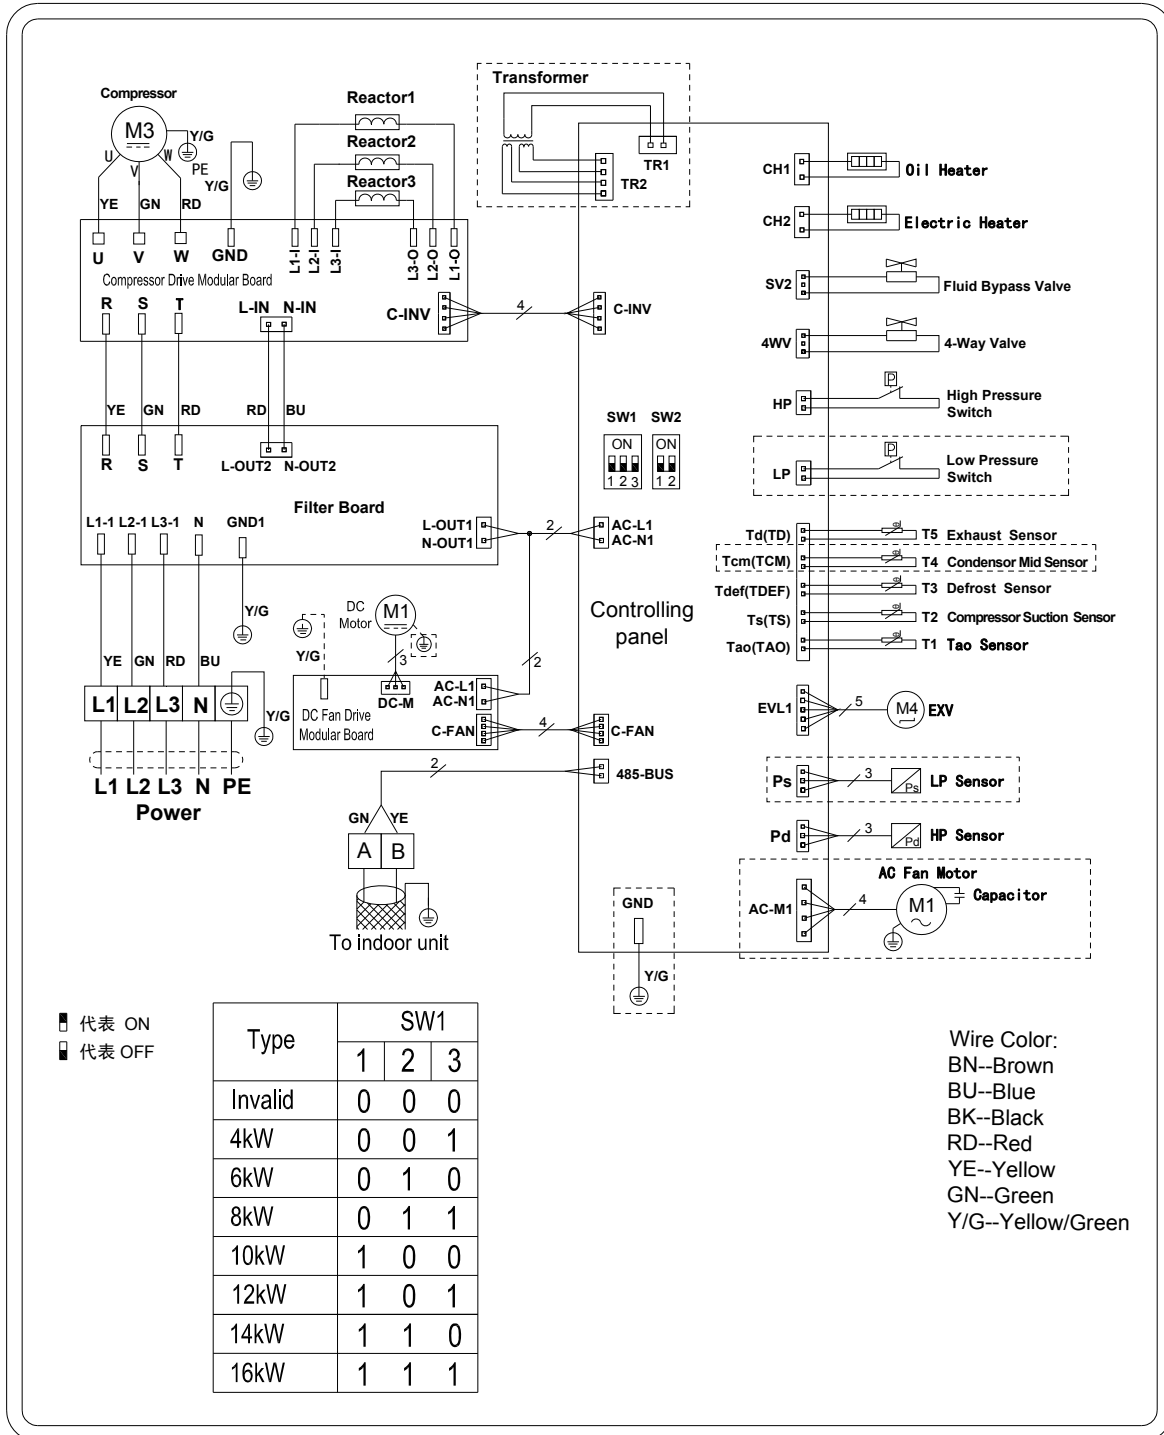 Transformer
Compressor
Reactor1
M3
Y/G
Reactor2
U
W
PE
TR1
V
Y/G
Reactor3
TR2
CH1
Oil Heater
YE
GN
RD
CH2
Electric Heater
U
V
W
GND
L1-I
L2-I
L3-I
L3-O
L2-O
L1-O
Compressor Drive Modular Board
SV2
Fluid Bypass Valve
R
S
T
L-IN
N-IN
C-INV
4
C-INV
4WV
4-Way Valve
P
High Pressure
Switch
HP
YE
GN
RD
RD
BU
SW1
SW2
ON
ON
1 2 3
1 2
P
Low Pressure
Switch
LP
R
S
T
L-OUT2
N-OUT2
Filter Board
L1-1
L2-1
L3-1
N
GND1
L-OUT1
N-OUT1
2
AC-L1
AC-N1
Td(TD)
T5 Exhaust Sensor
Tcm(TCM)
T4 Condensor Mid Sensor
Tdef(TDEF)
T3 Defrost Sensor
Ts(TS)
T2 Compressor Suction Sensor
Tao(TAO)
T1 Tao Sensor
Controlling
panel
DC
Motor
M1
Y/G
Y/G
3
2
YE
GN
RD
BU
L1
L2
L3
N
Y/G
DC-M
AC-L1
AC-N1
DC Fan Drive
Modular Board
C-FAN
4
C-FAN
EVL1
5
M4
EXV
2
485-BUS
L1 L2 L3 N PE
Power
Ps
3
Ps
LP Sensor
GN
YE
Pd
3
Pd
HP Sensor
A
B
AC Fan Motor
Capacitor
AC-M1
4
M1
GND
To indoor unit
Y/G
代表 ON
代表 OFF
Type
SW1
1 2 3
Invalid 0 0 0
4kW 0 0 1
6kW 0 1 0
8kW 0 1 1
10kW 1 0 0
12kW 1 0 1
14kW 1 1 0
16kW 1 1 1
Wire Color:
BN--Brown
BU--Blue
BK--Black
RD--Red
YE--Yellow
GN--Green
Y/G--Yellow/Green